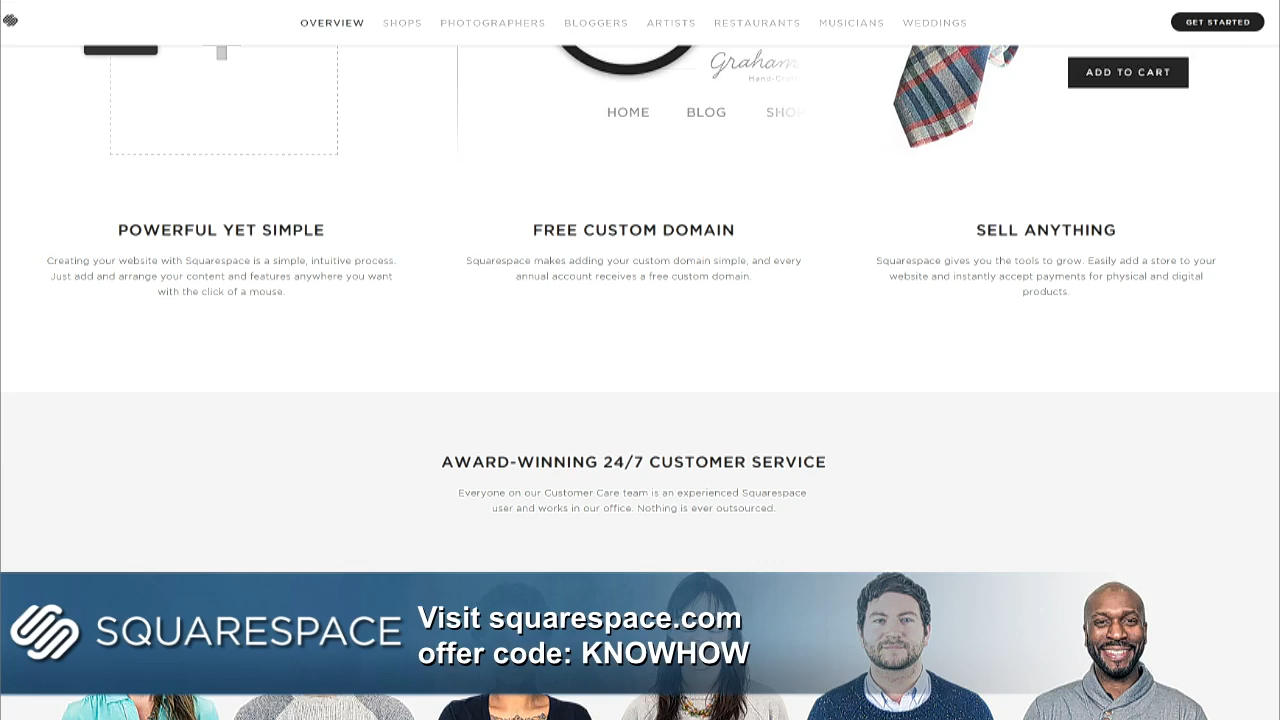 OVERVIEW SHOPS PHOTOGRAPHERS BLOGGERS ARTISTS RESTAURANTS MUSICIANS WEDDINGS GET STARTED
Graham
ADD TO CART
HOME BLOG SHOP
POWERFUL YET SIMPLE
Creating your website with Squarespace is a simple, intuitive process.
Just add and arrange your content and features anywhere you want
with the click of a mouse.
FREE CUSTOM DOMAIN
Squarespace makes adding your custom domain simple, and every
annual account receives a free custom domain.
SELL ANYTHING
Squarespace gives you the tools to grow. Easily add a store to your
website and instantly accept payments for physical and digital
products.
AWARD-WINNING 24/7 CUSTOMER SERVICE
Everyone on our Customer Care team is an experienced Squarespace
user and works in our office. Nothing is ever outsourced.
SQUARESPACE
Visit squarespace.com
offer code: KNOWHOW